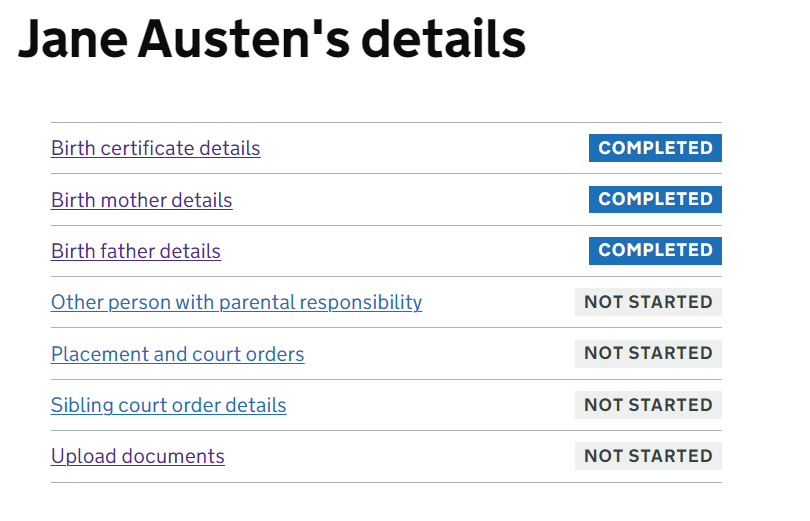 Jane Austen's details
Birth certificate details COMPLETED
Birth mother details COMPLETED
Birth father details COMPLETED
Other person with parental responsibility NOT STARTED
Placement and court orders NOT STARTED
Sibling court order details NOT STARTED
Upload documents NOT STARTED